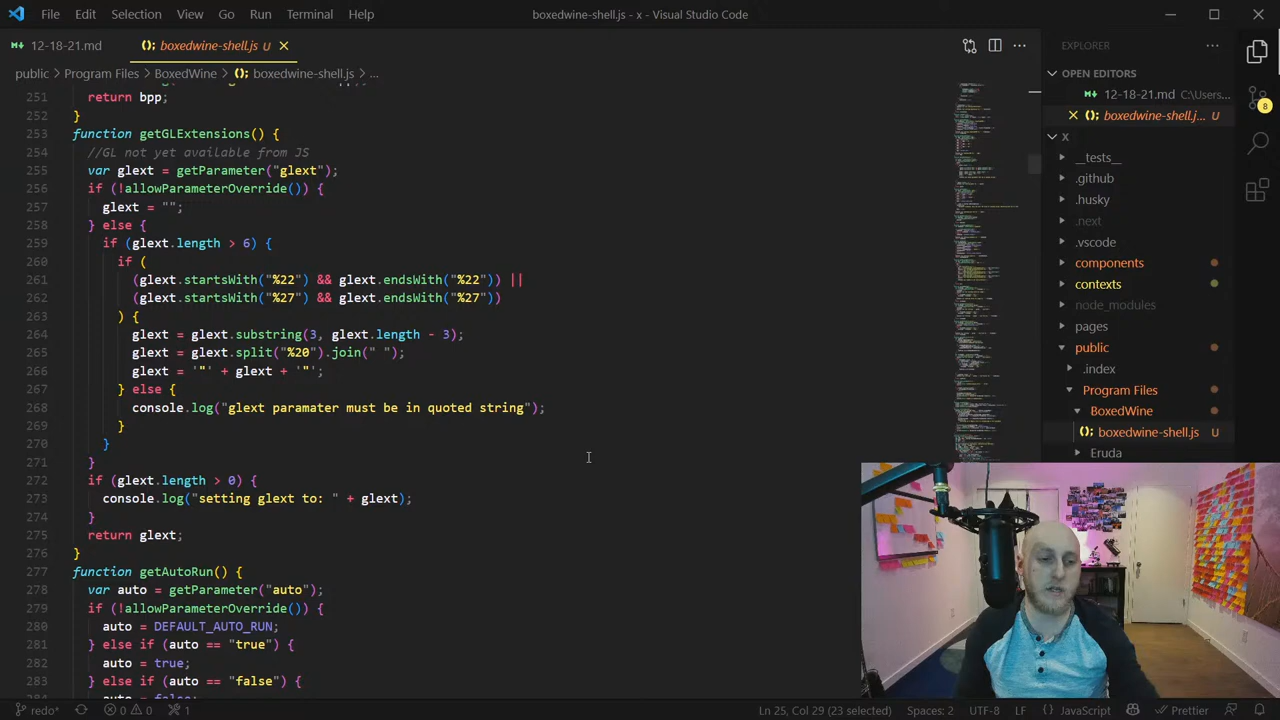 File Edit Selection View Go Run Terminal Help
boxedwine-shell.js - x - Visual Studio Code
12-18-21.md
boxedwine-shell.js U
public > Program Files > BoxedWine > boxedwine-shell.js > ...
251 return bpp;
252 }
253 function getGLExtensions() {
254 //GL not yet available from JS
255 var glext = getParameter("glext");
256 if (!allowParameterOverride()) {
257 glext = "";
258 } else {
259 if (glext.length > 6) {
260 if (
261 (glext.startsWith("%22") && glext.endsWith("%22")) ||
262 (glext.startsWith("%27") && glext.endsWith("%27"))
263 ) {
264 glext = glext.substring(3, glext.length - 3);
265 glext = glext.split("%20").join(" ");
266 glext = '"' + glext + '"';
267 } else {
268 console.log("glext paramater must be in quoted string");
269 }
270 }
271 }
272 if (glext.length > 0) {
273 console.log("setting glext to: " + glext);
274 }
275 return glext;
276 }
277 function getAutoRun() {
278 var auto = getParameter("auto");
279 if (!allowParameterOverride()) {
280 auto = DEFAULT_AUTO_RUN;
281 } else if (auto == "true") {
282 auto = true;
283 } else if (auto == "false") {
284 auto = false;
EXPLORER
OPEN EDITORS
12-18-21.md C:\Users...
boxedwine-shell.j... U
X
__tests__
.github
.husky
.next
.vscode
components
contexts
node_modules
pages
public
.index
Program Files
BoxedWine
boxedwine-shell.js U
Eruda
8
redo* 0 0 1
Ln 25, Col 29 (23 selected) Spaces: 2 UTF-8 LF JavaScript Prettier